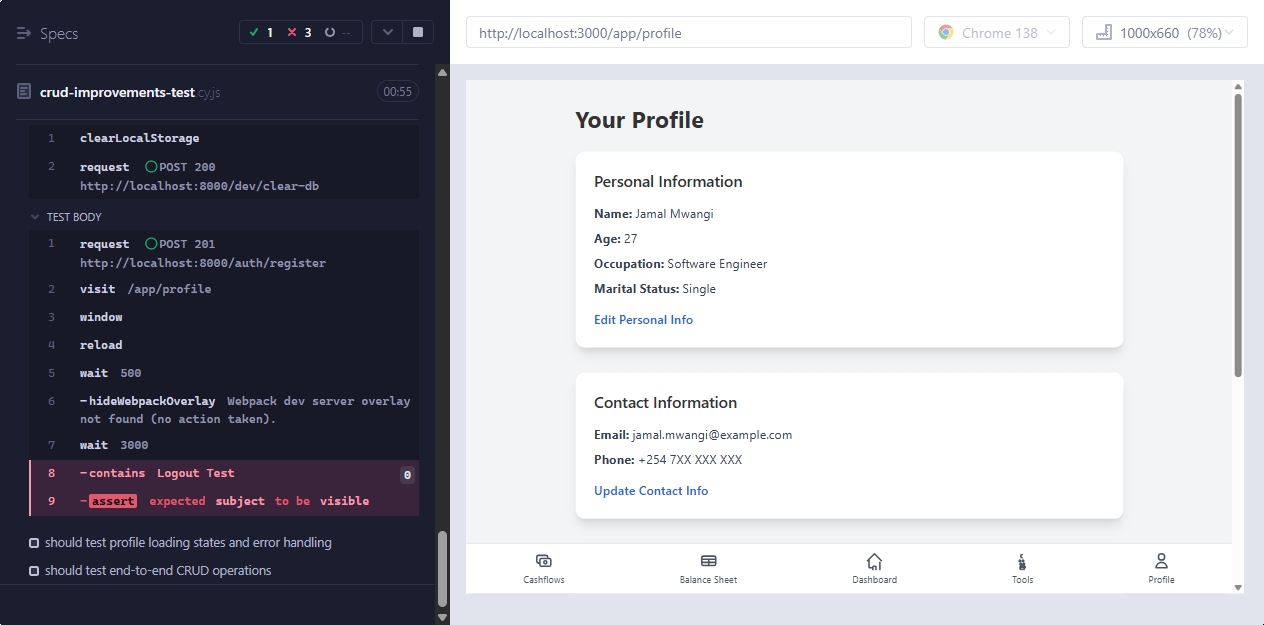 Specs
1
3
--
crud-improvements-test.cy.js
00:55
1 clearLocalStorage
2 request POST 200
http://localhost:8000/dev/clear-db
TEST BODY
1 request POST 201
http://localhost:8000/auth/register
2 visit /app/profile
3 window
4 reload
5 wait 500
6 -hideWebpackOverlay Webpack dev server overlay
not found (no action taken).
7 wait 3000
8 -contains Logout Test 0
9 -assert expected subject to be visible
should test profile loading states and error handling
should test end-to-end CRUD operations
http://localhost:3000/app/profile
Chrome 138
1000x660 (78%)
Your Profile
Personal Information
Name: Jamal Mwangi
Age: 27
Occupation: Software Engineer
Marital Status: Single
Edit Personal Info
Contact Information
Email: jamal.mwangi@example.com
Phone: +254 7XX XXX XXX
Update Contact Info
Cashflows
Balance Sheet
Dashboard
Tools
Profile